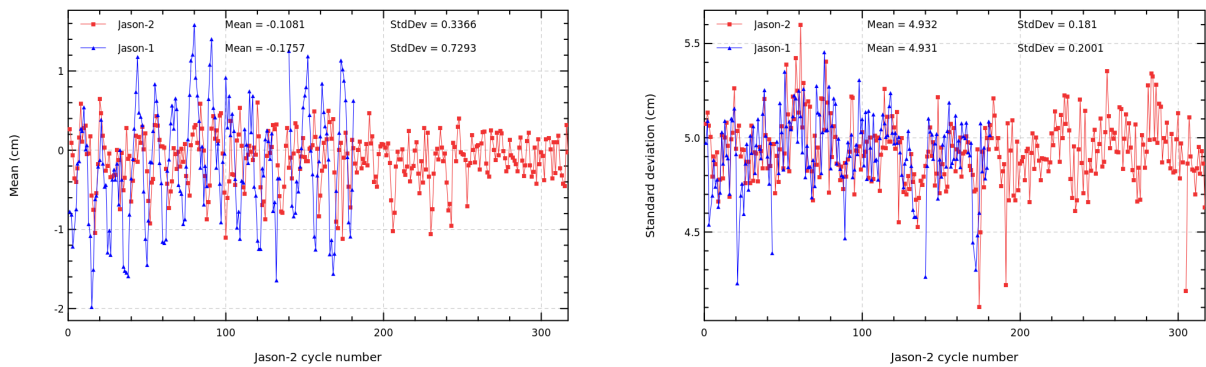 Jason-2 Mean = -0.1081 StdDev = 0.3366
Jason-1 Mean = -0.1757 StdDev = 0.7293
1
0
-1
-2
Mean (cm)
0 100 200 300
Jason-2 cycle number
Jason-2 Mean = 4.932 StdDev = 0.181
Jason-1 Mean = 4.931 StdDev = 0.2001
5.5
5.0
4.5
Standard deviation (cm)
0 100 200 300
Jason-2 cycle number